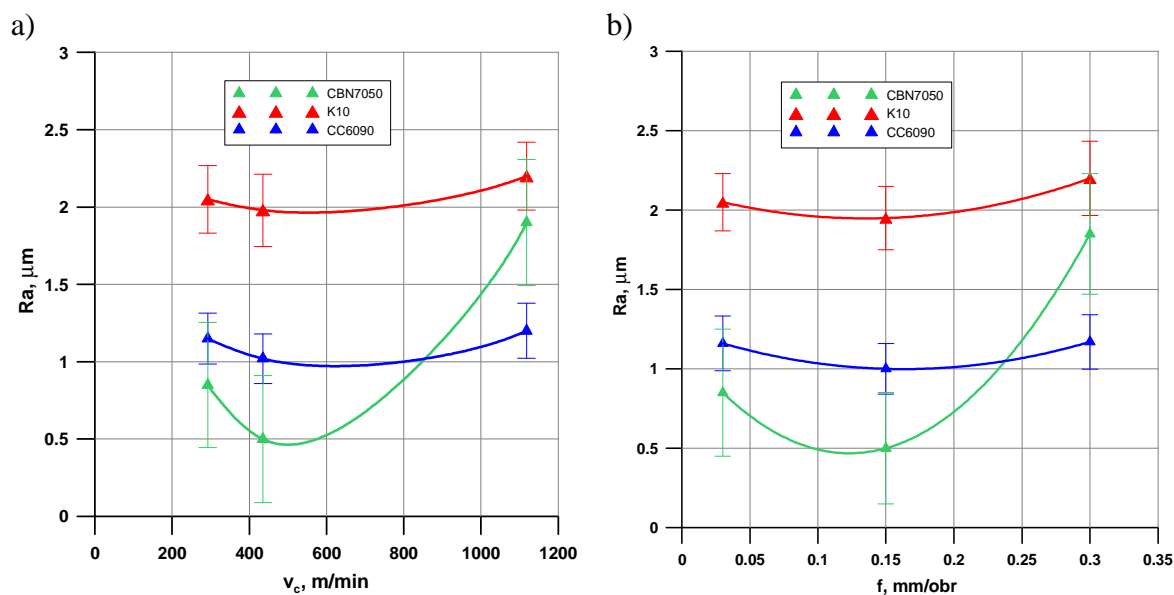 a)
3
2.5
2
1.5
1
0.5
0
Ra, μm
CBN7050
K10
CC6090
0 200 400 600 800 1000 1200
v_c, m/min
b)
3
2.5
2
1.5
1
0.5
0
Ra, μm
CBN7050
K10
CC6090
0 0.05 0.1 0.15 0.2 0.25 0.3 0.35
f, mm/obr